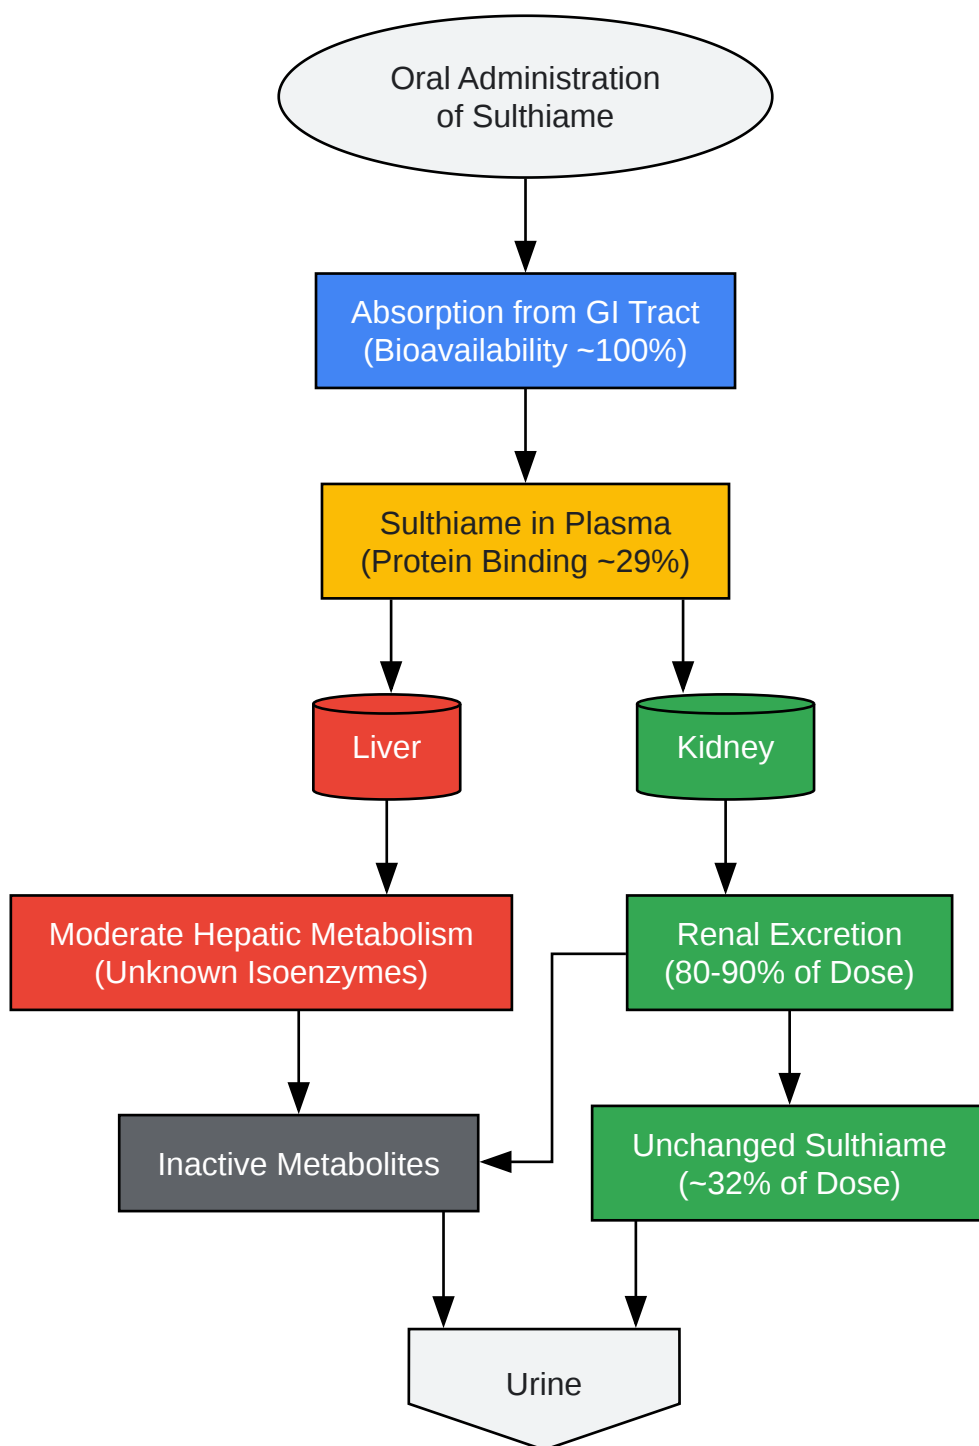 Oral Administration
of Sulthiame
Absorption from GI Tract
(Bioavailability ~100%)
Sulthiame in Plasma
(Protein Binding ~29%)
Liver
Kidney
Moderate Hepatic Metabolism
(Unknown Isoenzymes)
Renal Excretion
(80-90% of Dose)
Inactive Metabolites
Unchanged Sulthiame
(~32% of Dose)
Urine